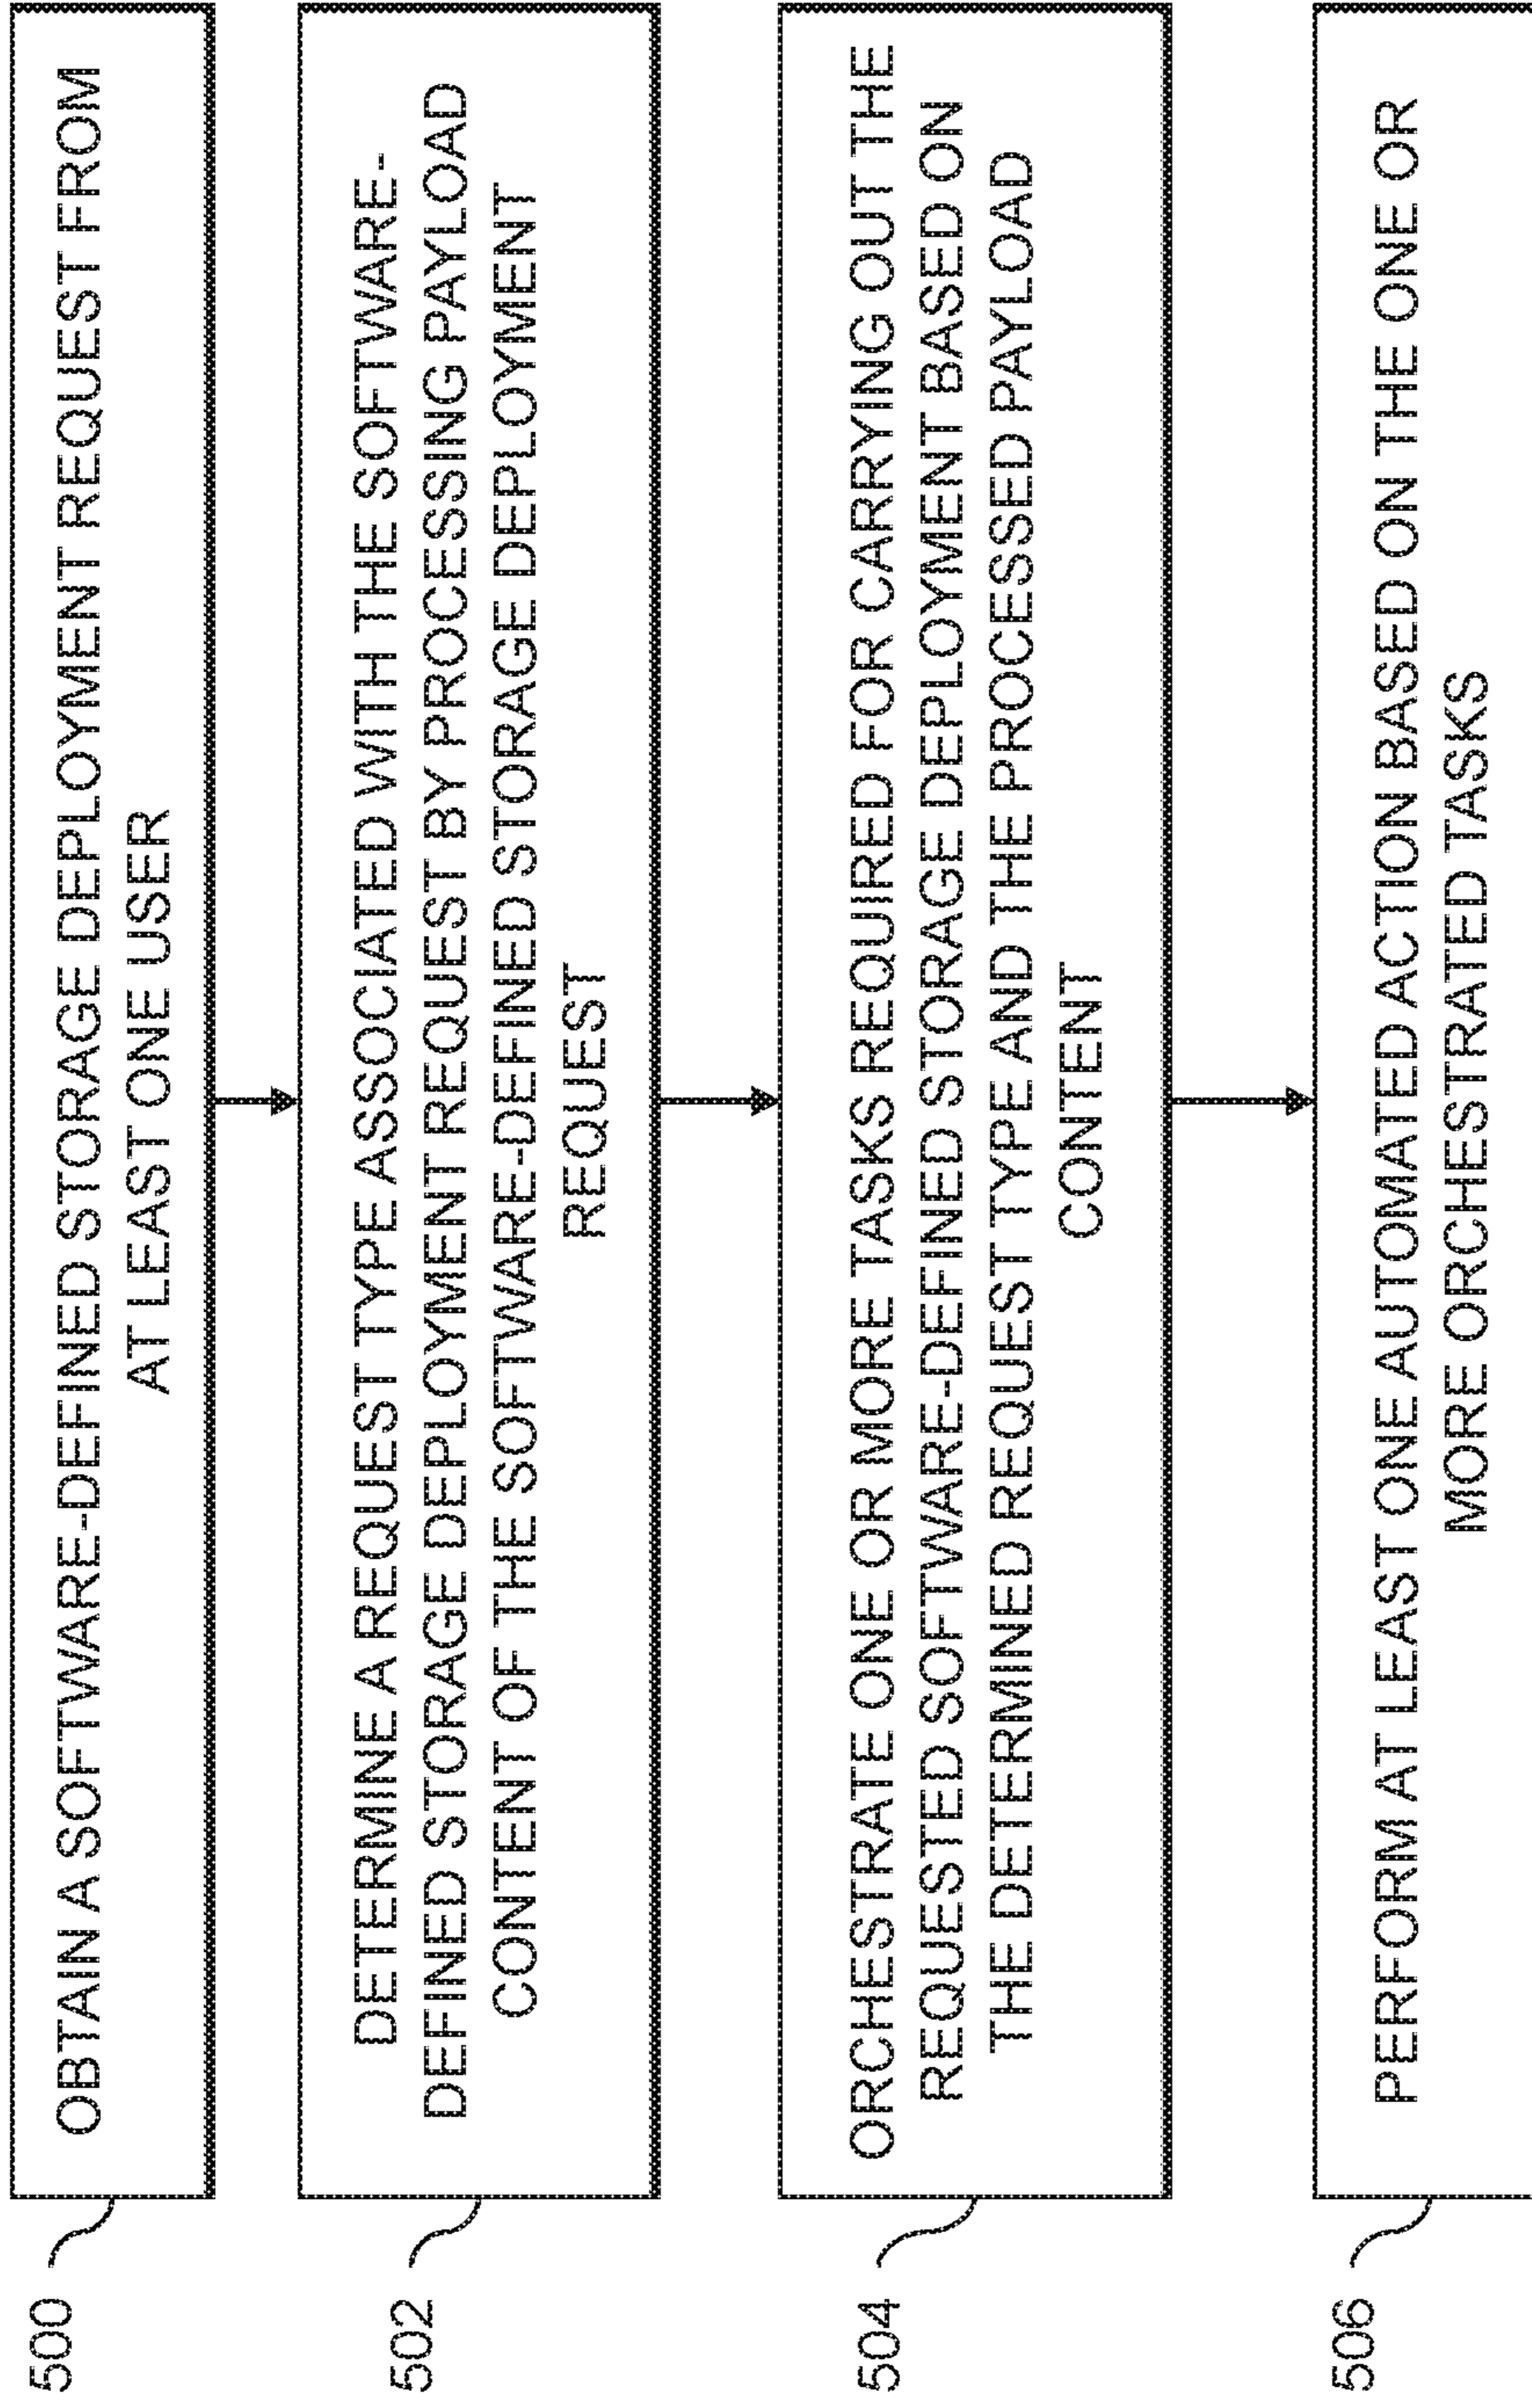 500
OBTAIN A SOFTWARE-DEFINED STORAGE DEPLOYMENT REQUEST FROM
AT LEAST ONE USER
502
DETERMINE A REQUEST TYPE ASSOCIATED WITH THE SOFTWARE-
DEFINED STORAGE DEPLOYMENT REQUEST BY PROCESSING PAYLOAD
CONTENT OF THE SOFTWARE-DEFINED STORAGE DEPLOYMENT
REQUEST
504
ORCHESTRATE ONE OR MORE TASKS REQUIRED FOR CARRYING OUT THE
REQUESTED SOFTWARE-DEFINED STORAGE DEPLOYMENT BASED ON
THE DETERMINED REQUEST TYPE AND THE PROCESSED PAYLOAD
CONTENT
506
PERFORM AT LEAST ONE AUTOMATED ACTION BASED ON THE ONE OR
MORE ORCHESTRATED TASKS